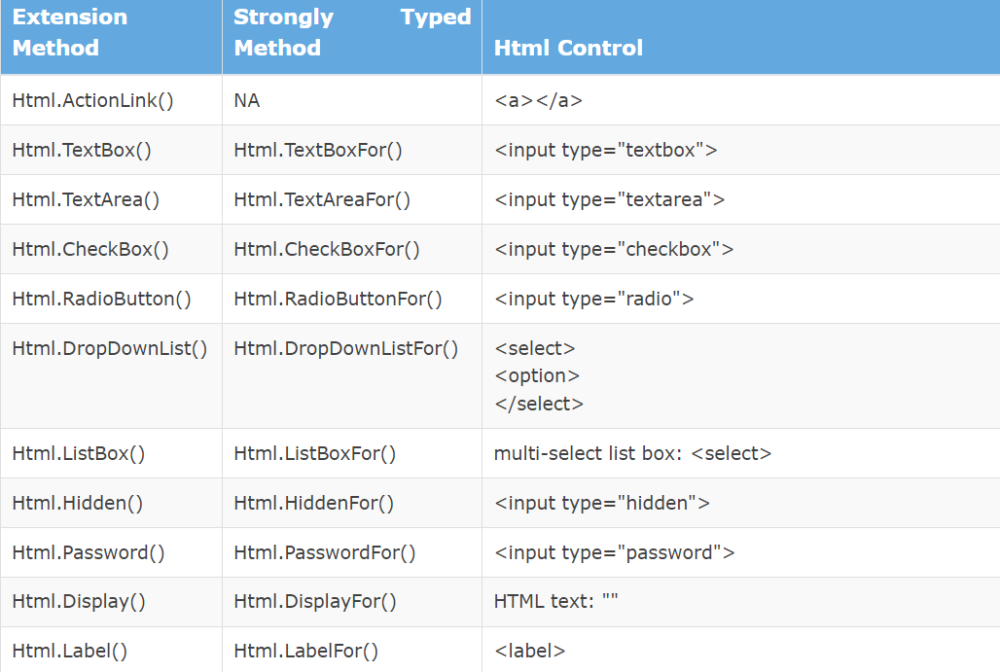 Extension Method | Strongly Typed Method | Html Control
Html.ActionLink() | NA | <a></a>
Html.TextBox() | Html.TextBoxFor() | <input type="textbox">
Html.TextArea() | Html.TextAreaFor() | <input type="textarea">
Html.CheckBox() | Html.CheckBoxFor() | <input type="checkbox">
Html.RadioButton() | Html.RadioButtonFor() | <input type="radio">
Html.DropDownList() | Html.DropDownListFor() | <select>
<option>
</select>
Html.ListBox() | Html.ListBoxFor() | multi-select list box: <select>
Html.Hidden() | Html.HiddenFor() | <input type="hidden">
Html.Password() | Html.PasswordFor() | <input type="password">
Html.Display() | Html.DisplayFor() | HTML text: ""
Html.Label() | Html.LabelFor() | <label>